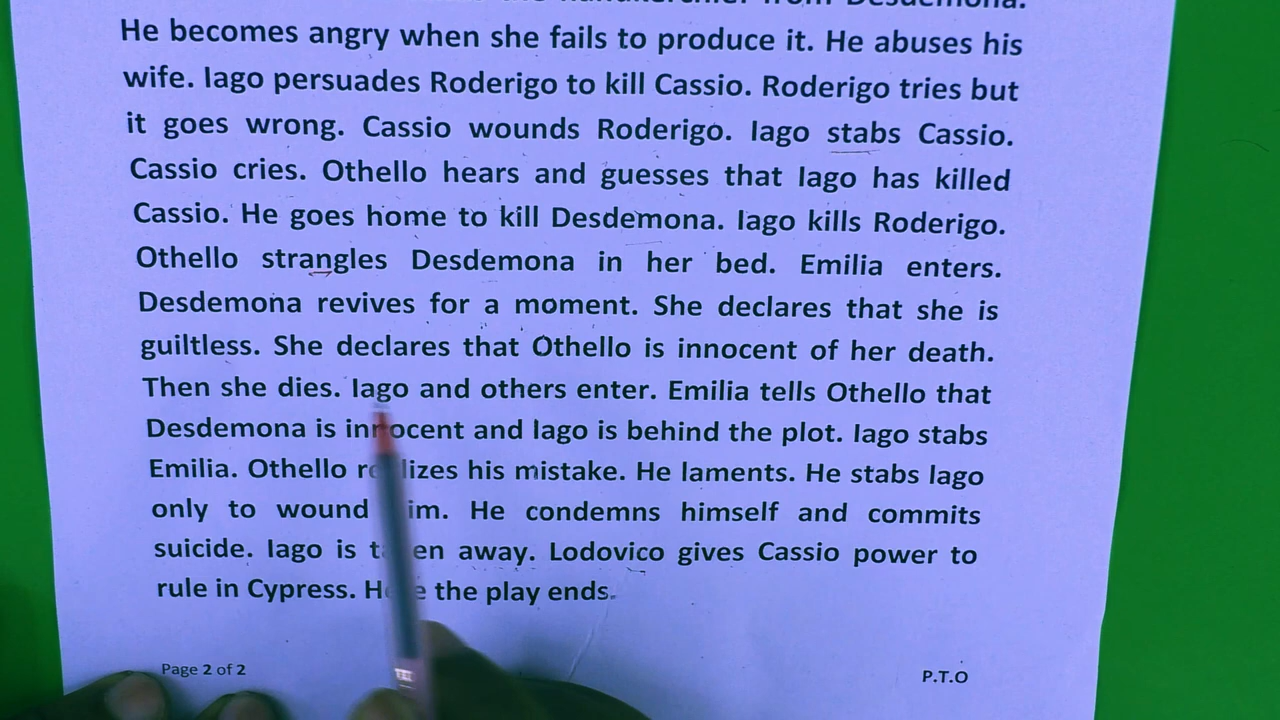 handkerchief from Desdemona.
He becomes angry when she fails to produce it. He abuses his
wife. Iago persuades Roderigo to kill Cassio. Roderigo tries but
it goes wrong. Cassio wounds Roderigo. Iago stabs Cassio.
Cassio cries. Othello hears and guesses that Iago has killed
Cassio. He goes home to kill Desdemona. Iago kills Roderigo.
Othello strangles Desdemona in her bed. Emilia enters.
Desdemona revives for a moment. She declares that she is
guiltless. She declares that Othello is innocent of her death.
Then she dies. Iago and others enter. Emilia tells Othello that
Desdemona is innocent and Iago is behind the plot. Iago stabs
Emilia. Othello realizes his mistake. He laments. He stabs Iago
only to wound him. He condemns himself and commits
suicide. Iago is taken away. Lodovico gives Cassio power to
rule in Cypress. Here the play ends.
Page 2 of 2
P.T.O